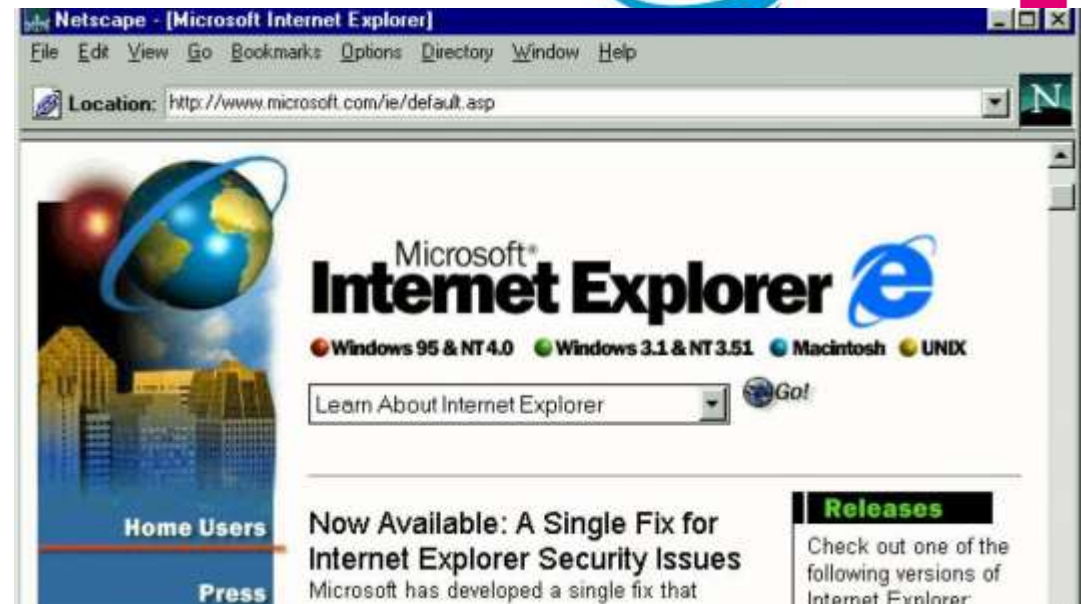 Netscape - [Microsoft Internet Explorer]
File Edit View Go Bookmarks Options Directory Window Help
Location: http://www.microsoft.com/ie/default.asp
N
Microsoft®
Internet Explorer
Windows 95 & NT 4.0 Windows 3.1 & NT 3.51 Macintosh UNIX
Learn About Internet Explorer Go!
Home Users
Press
Now Available: A Single Fix for
Internet Explorer Security Issues
Microsoft has developed a single fix that
Releases
Check out one of the
following versions of
Internet Explorer: